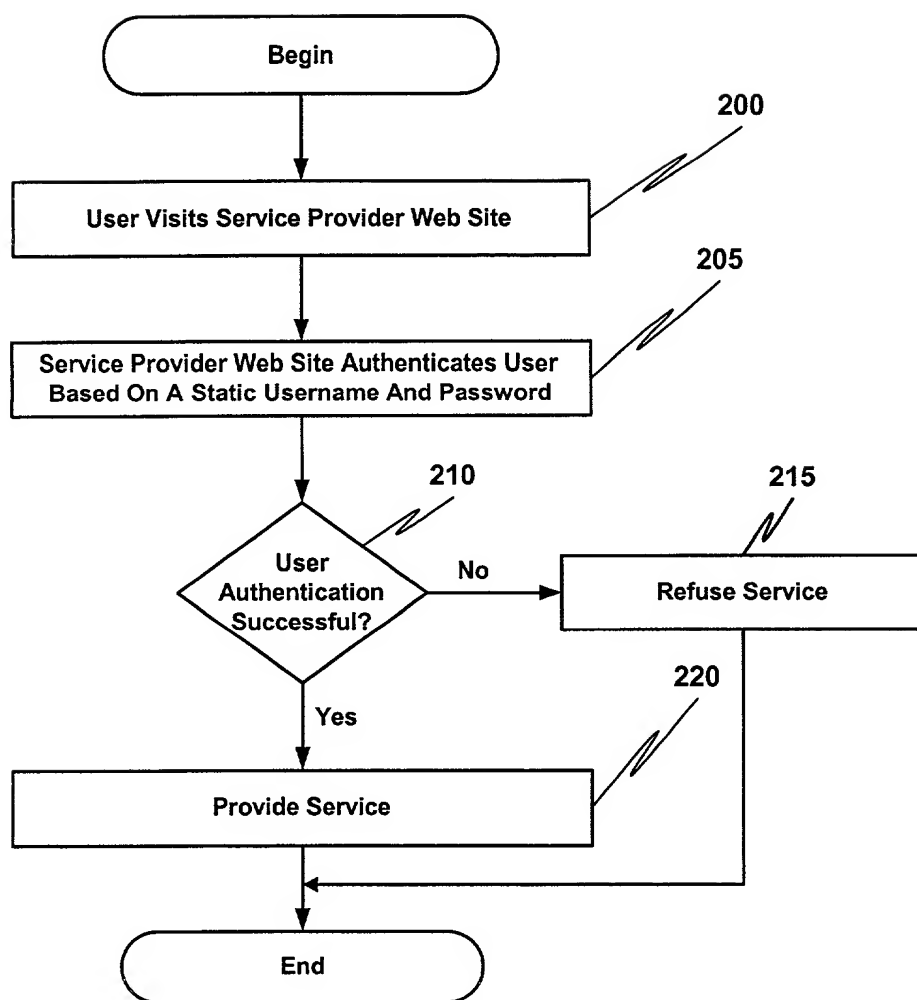 Begin
200
User Visits Service Provider Web Site
205
Service Provider Web Site Authenticates User
Based On A Static Username And Password
210
215
User
Authentication
Successful?
No
Refuse Service
220
Yes
Provide Service
End